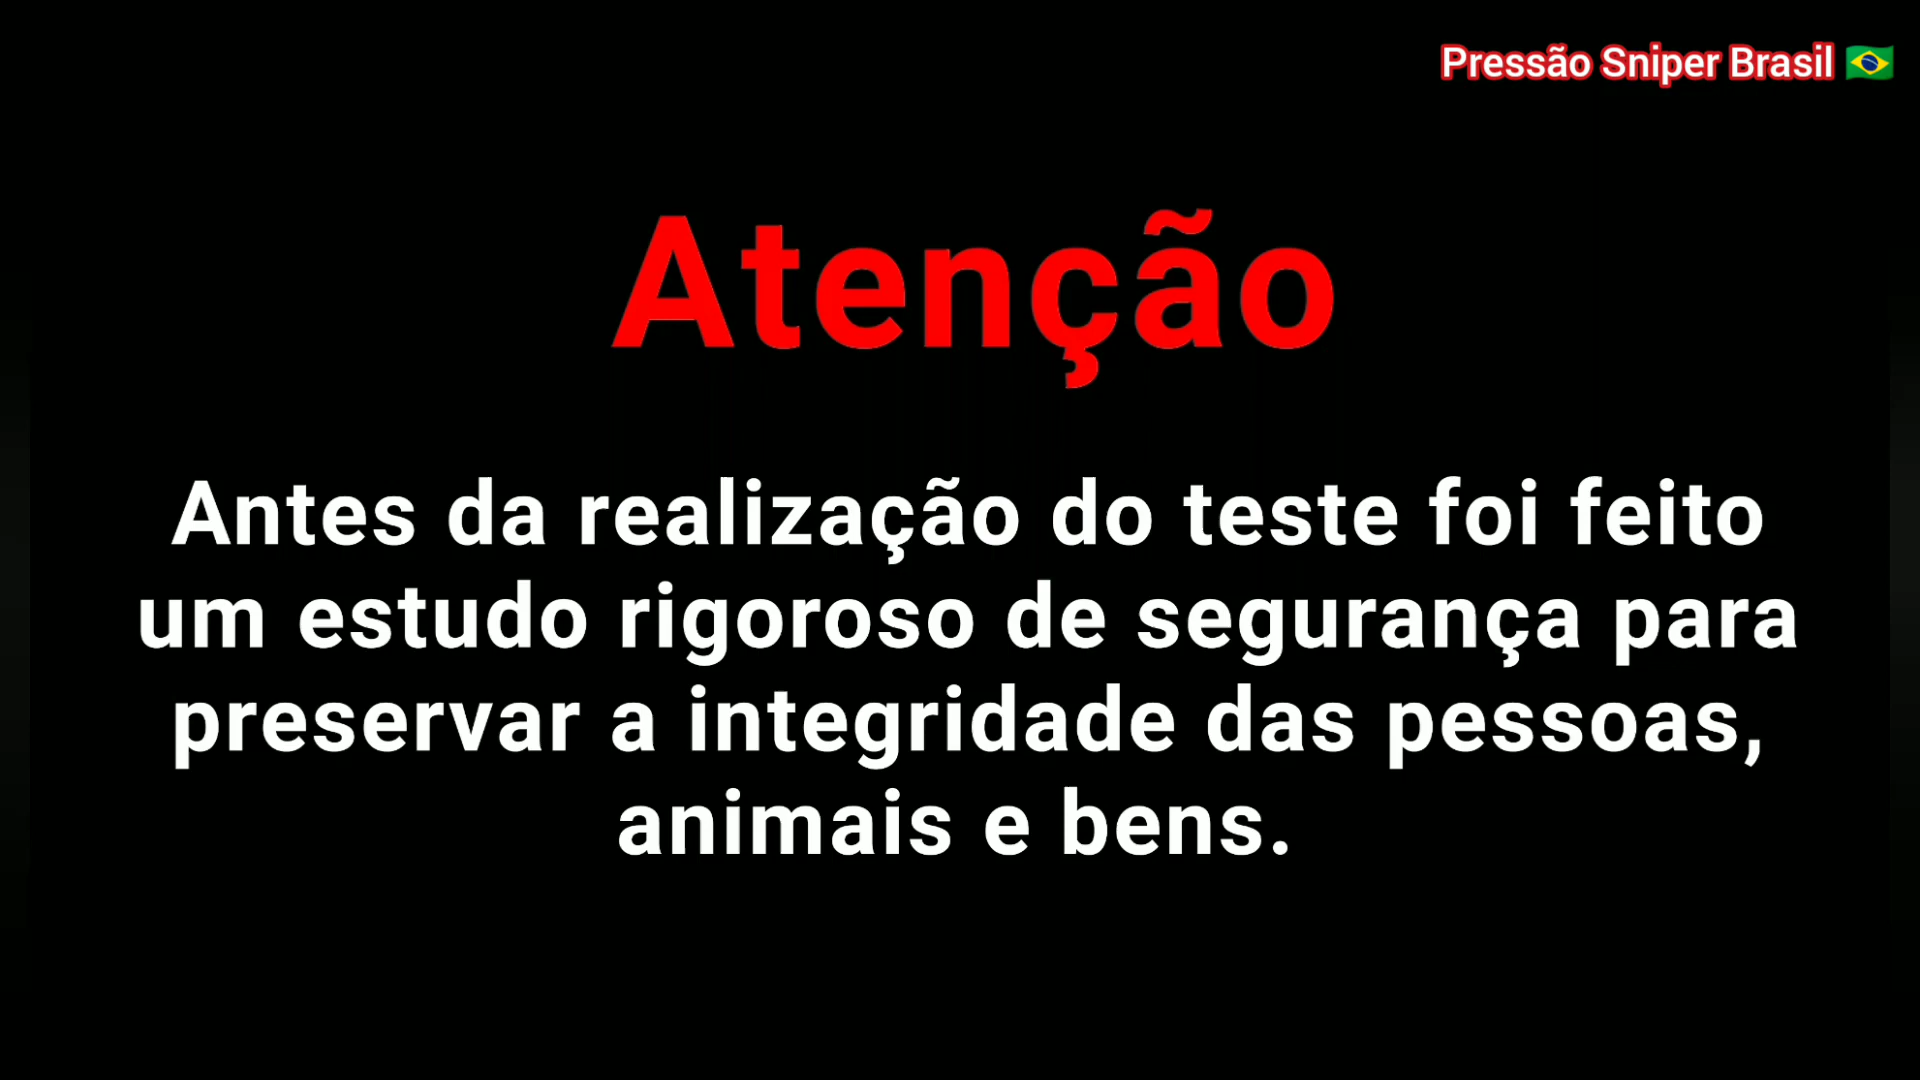 Pressão Sniper Brasil 🇧🇷
Atenção
Antes da realização do teste foi feito
um estudo rigoroso de segurança para
preservar a integridade das pessoas,
animais e bens.